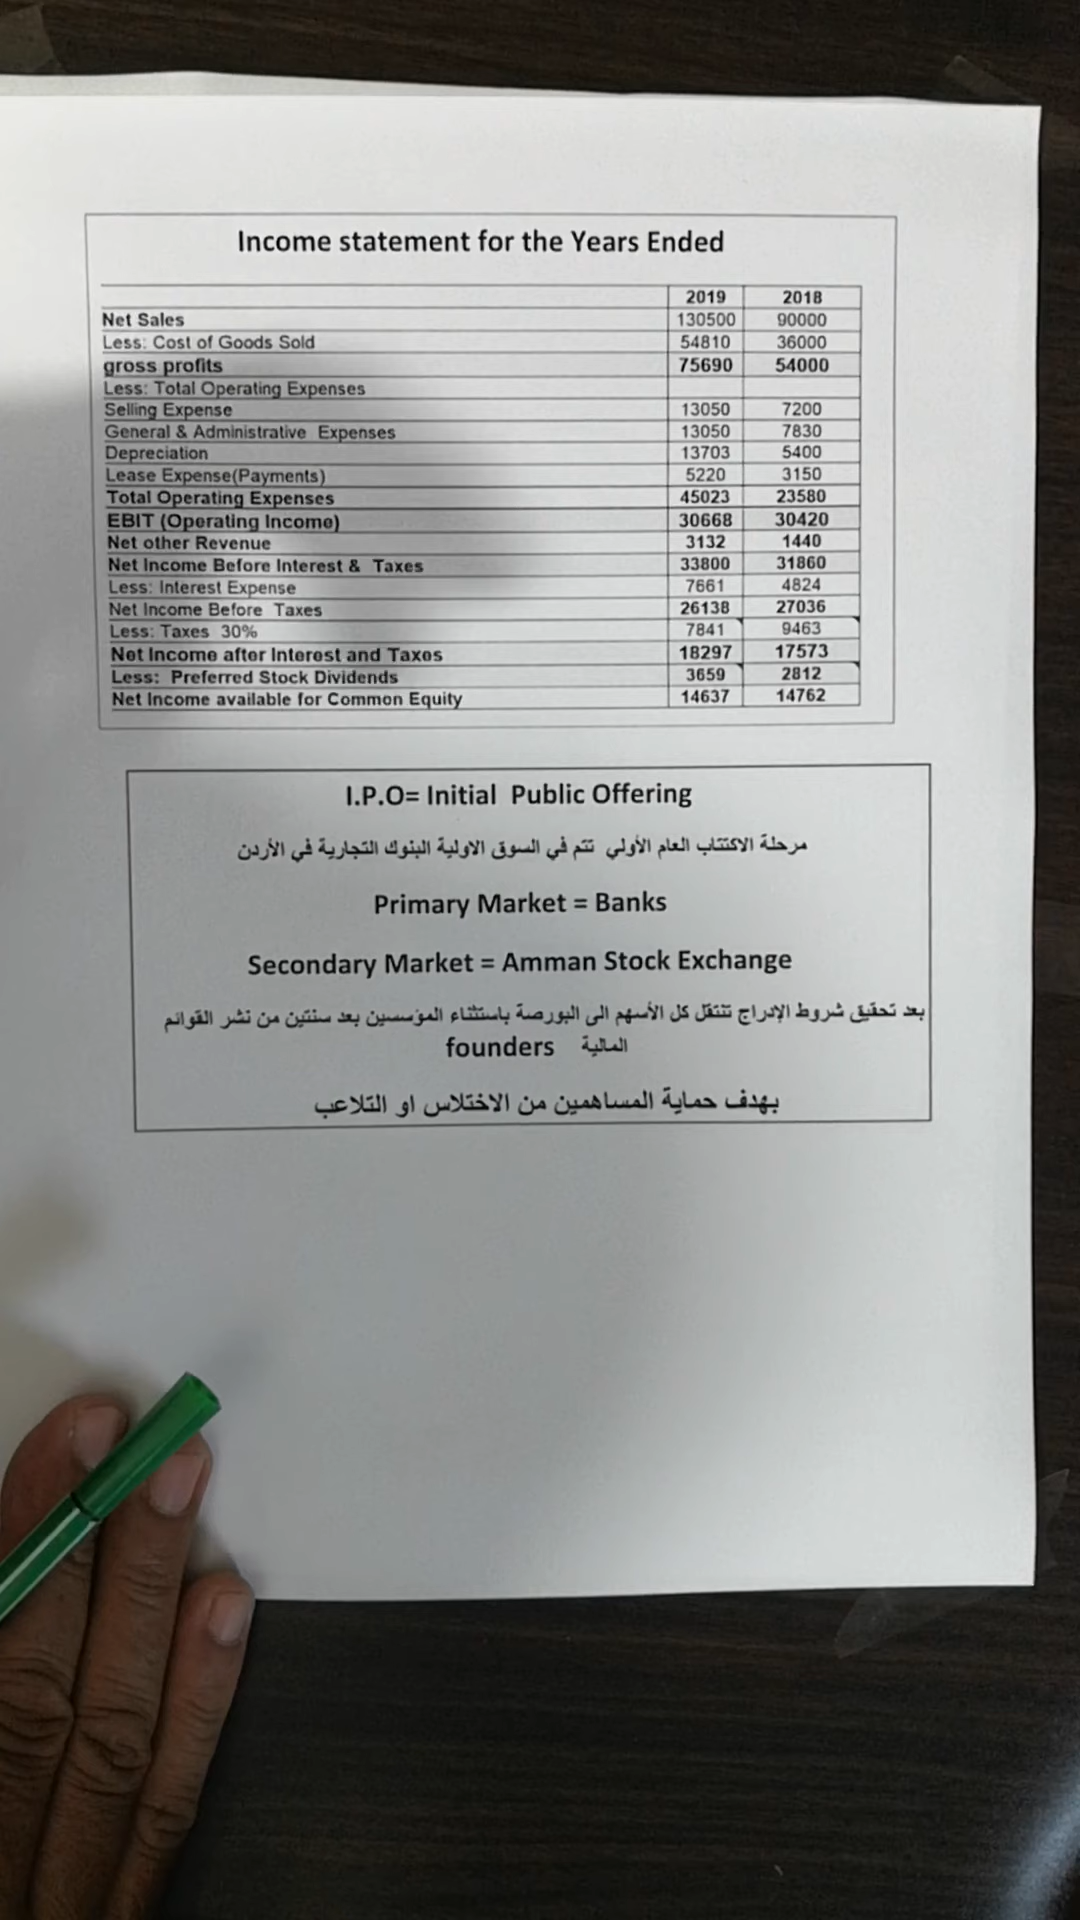 Income statement for the Years Ended
2019 2018
Net Sales 130500 90000
Less: Cost of Goods Sold 54810 36000
gross profits 75690 54000
Less: Total Operating Expenses
Selling Expense 13050 7200
General & Administrative Expenses 13050 7830
Depreciation 13703 5400
Lease Expense(Payments) 5220 3150
Total Operating Expenses 45023 23580
EBIT (Operating Income) 30668 30420
Net other Revenue 3132 1440
Net Income Before Interest & Taxes 33800 31860
Less: Interest Expense 7661 4824
Net Income Before Taxes 26138 27036
Less: Taxes 30% 7841 9463
Net Income after Interest and Taxes 18297 17573
Less: Preferred Stock Dividends 3659 2812
Net Income available for Common Equity 14637 14762
I.P.O= Initial Public Offering
مرحلة الاكتتاب العام الأولي تتم في السوق الاولية البنوك التجارية في الأردن
Primary Market = Banks
Secondary Market = Amman Stock Exchange
بعد تحقيق شروط الإدراج تنتقل كل الأسهم الى البورصة باستثناء المؤسسين بعد سنتين من نشر القوائم
المالية founders
بهدف حماية المساهمين من الاختلاس او التلاعب